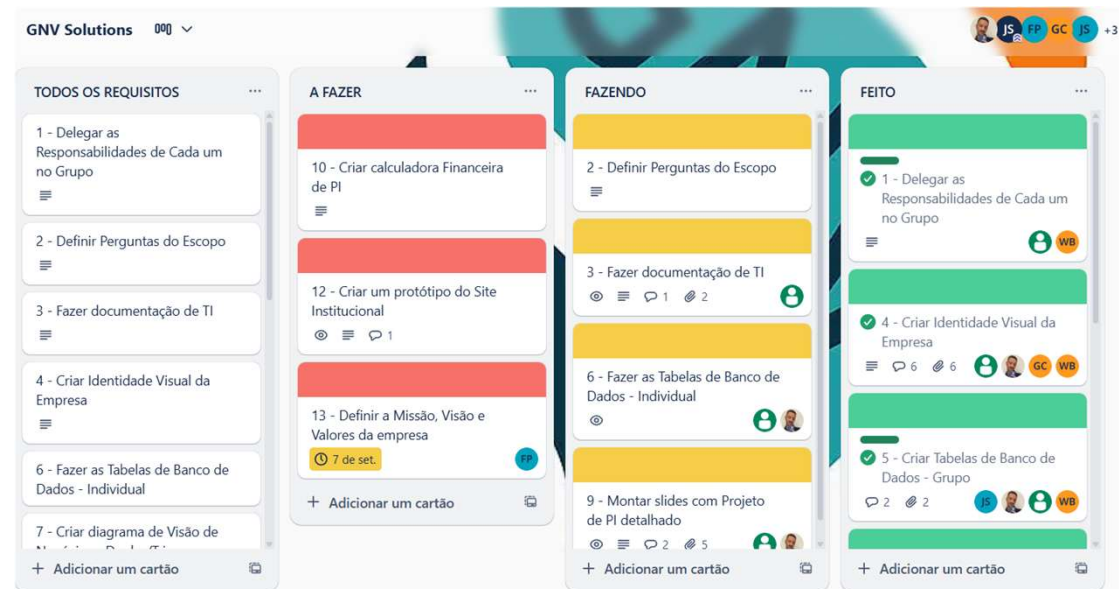 GNV Solutions
JS
FP
GC
JS
+3
TODOS OS REQUISITOS
1 - Delegar as
Responsabilidades de Cada um
no Grupo
2 - Definir Perguntas do Escopo
3 - Fazer documentação de TI
4 - Criar Identidade Visual da
Empresa
6 - Fazer as Tabelas de Banco de
Dados - Individual
7 - Criar diagrama de Visão de
+ Adicionar um cartão
A FAZER
10 - Criar calculadora Financeira
de PI
12 - Criar um protótipo do Site
Institucional
1
13 - Definir a Missão, Visão e
Valores da empresa
7 de set.
FP
+ Adicionar um cartão
FAZENDO
2 - Definir Perguntas do Escopo
3 - Fazer documentação de TI
1 2
6 - Fazer as Tabelas de Banco de
Dados - Individual
9 - Montar slides com Projeto
de PI detalhado
2 5
+ Adicionar um cartão
FEITO
1 - Delegar as
Responsabilidades de Cada um
no Grupo
WB
4 - Criar Identidade Visual da
Empresa
6 6 GC WB
5 - Criar Tabelas de Banco de
Dados - Grupo
2 2 JS WB
+ Adicionar um cartão